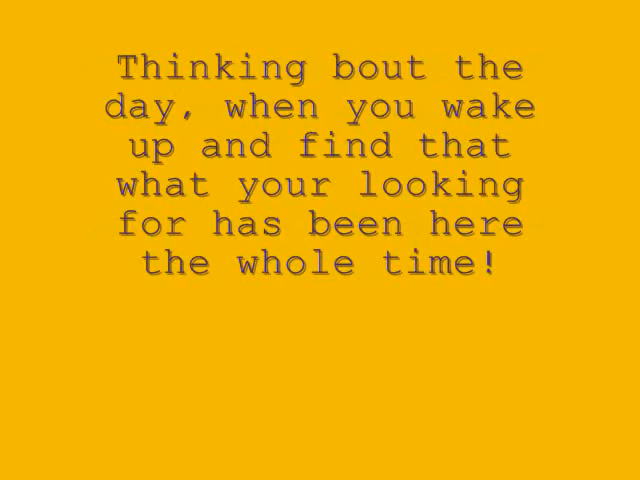 Thinking bout the
day, when you wake
up and find that
what your looking
for has been here
the whole time!